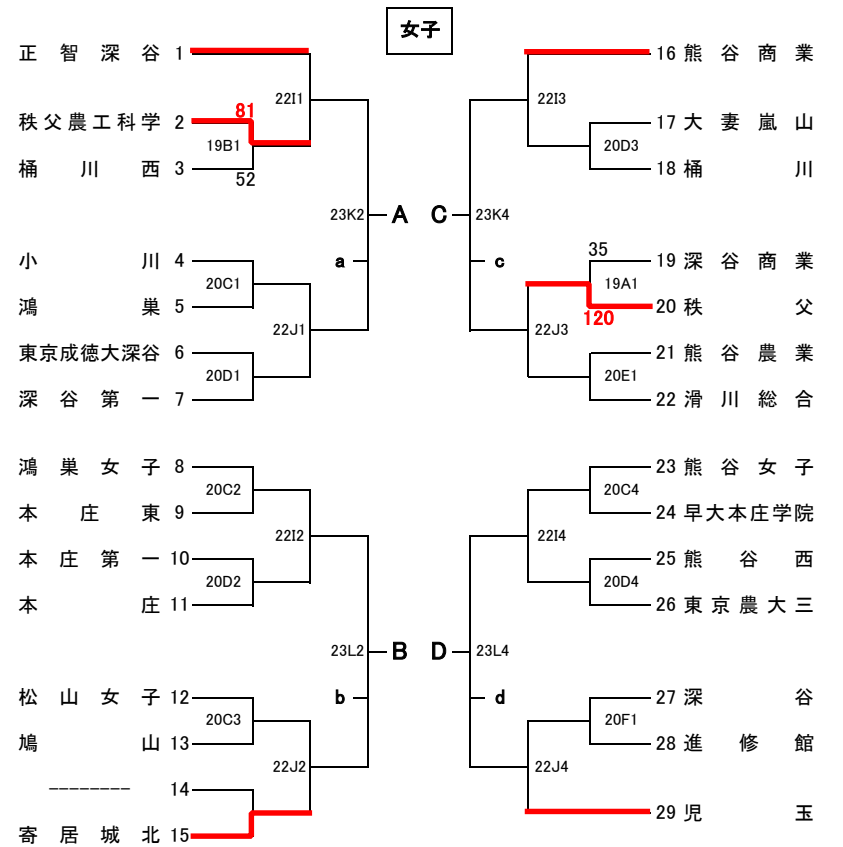 女子
正智深谷 1
22I1
秩父農工科学 2
81
19B1
桶川西 3
52
23K2
A
a
小川 4
20C1
鴻巣 5
22J1
東京成徳大深谷 6
20D1
深谷第一 7
鴻巣女子 8
20C2
本庄東 9
22I2
本庄第一 10
20D2
本庄 11
23L2
B
b
松山女子 12
20C3
鳩山 13
22J2
-------- 14
寄居城北 15
16 熊谷商業
22I3
17 大妻嵐山
20D3
18 桶川
C
23K4
c
35
19 深谷商業
19A1
20 秩父
120
22J3
21 熊谷農業
20E1
22 滑川総合
23 熊谷女子
20C4
24 早大本庄学院
22I4
25 熊谷西
20D4
26 東京農大三
D
23L4
d
27 深谷
20F1
28 進修館
22J4
29 児玉